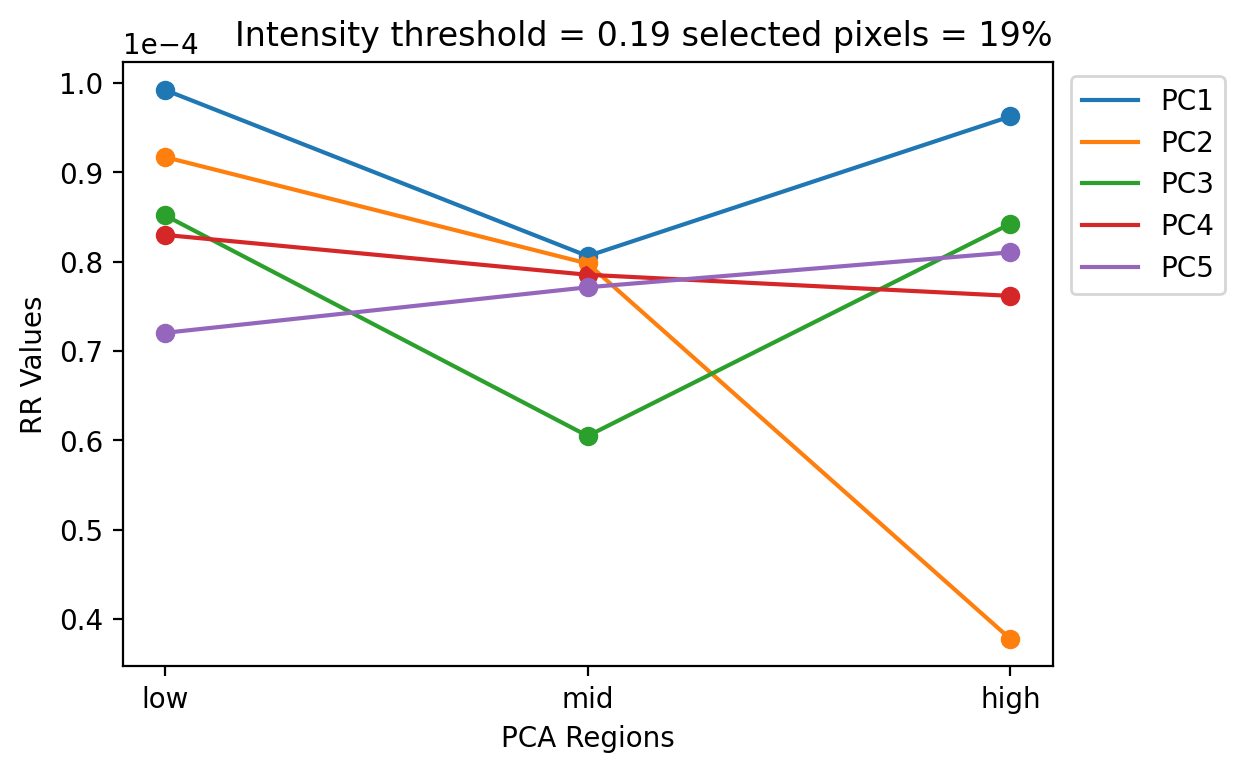 Intensity threshold = 0.19 selected pixels = 19%
1e−4
1.0
0.9
0.8
0.7
0.6
0.5
0.4
RR Values
low
mid
high
PCA Regions
PC1
PC2
PC3
PC4
PC5